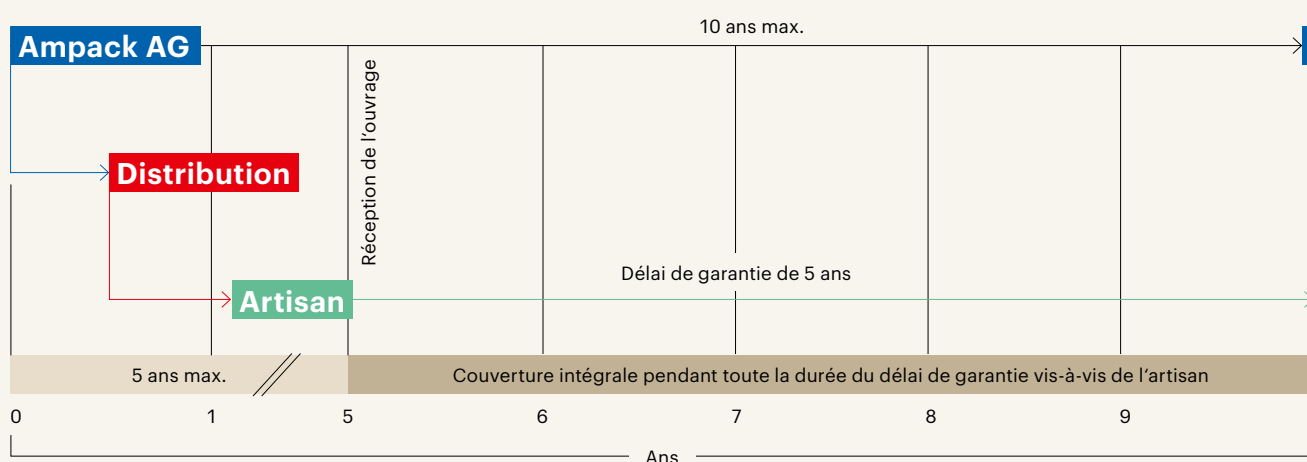 10 ans max.
Ampack AG
Réception de l‘ouvrage
Distribution
Délai de garantie de 5 ans
Artisan
5 ans max.
Couverture intégrale pendant toute la durée du délai de garantie vis-à-vis de l‘artisan
0 1 5 6 7 8 9
Ans